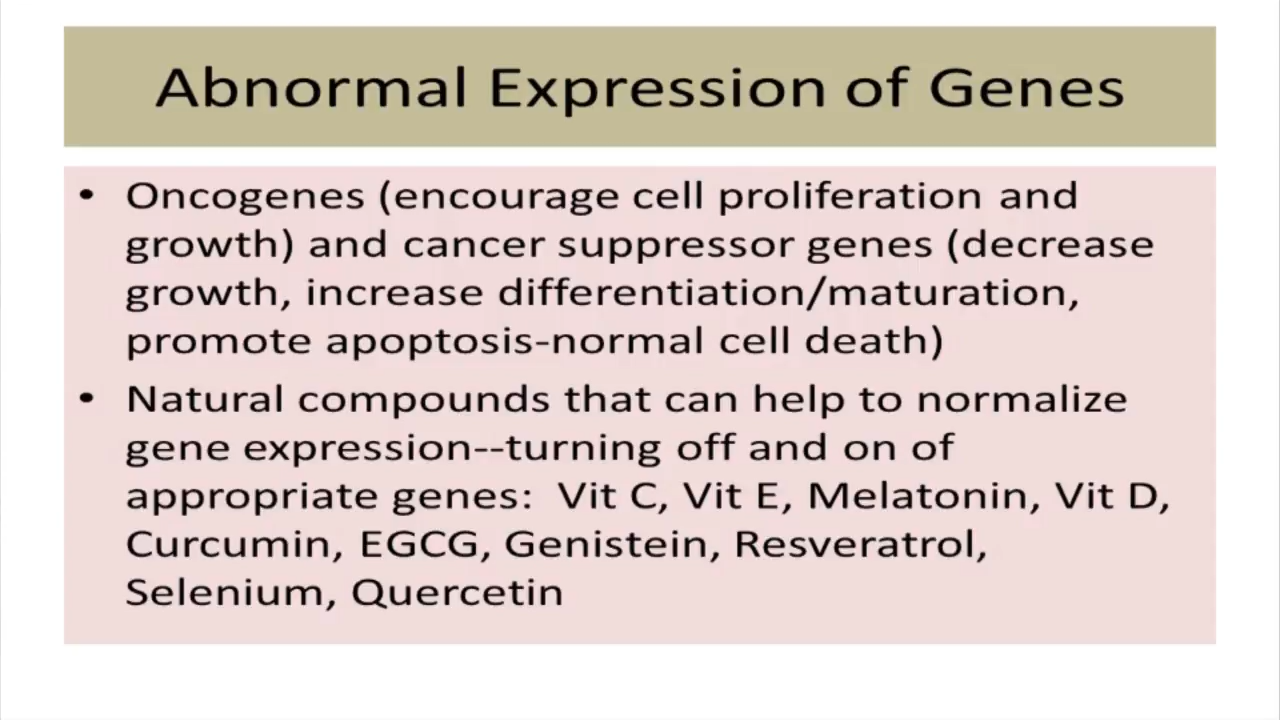 Abnormal Expression of Genes
• Oncogenes (encourage cell proliferation and
growth) and cancer suppressor genes (decrease
growth, increase differentiation/maturation,
promote apoptosis-normal cell death)
• Natural compounds that can help to normalize
gene expression--turning off and on of
appropriate genes:  Vit C, Vit E, Melatonin, Vit D,
Curcumin, EGCG, Genistein, Resveratrol,
Selenium, Quercetin